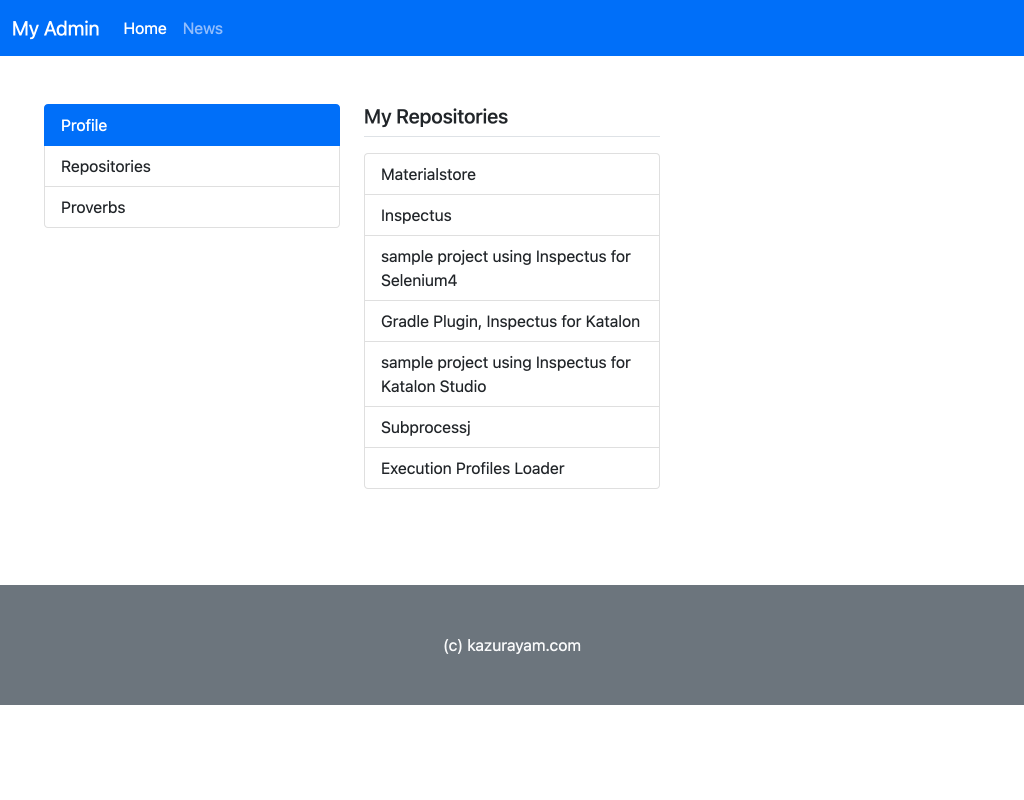 My Admin Home News
Profile
Repositories
Proverbs
My Repositories
Materialstore
Inspectus
sample project using Inspectus for
Selenium4
Gradle Plugin, Inspectus for Katalon
sample project using Inspectus for
Katalon Studio
Subprocessj
Execution Profiles Loader
(c) kazurayam.com